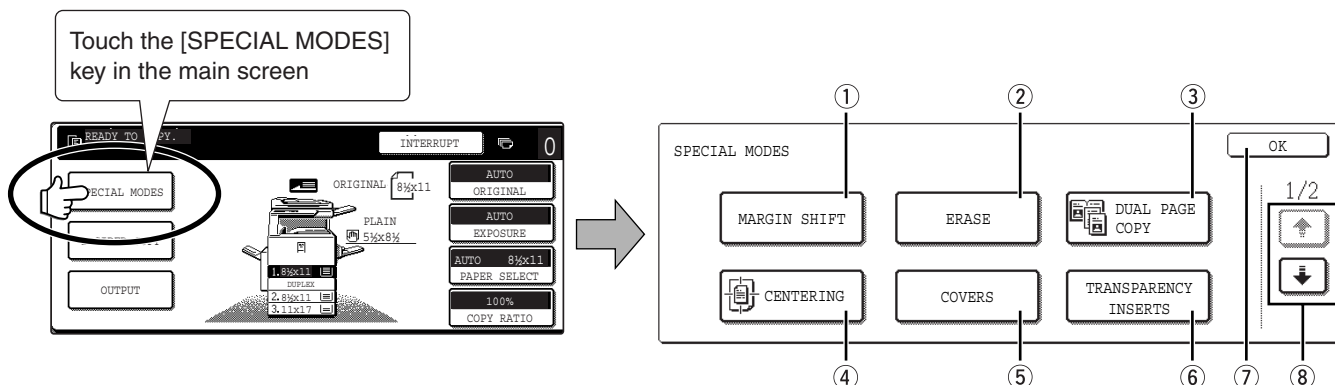 Touch the [SPECIAL MODES]
key in the main screen
READY TO PY.
INTERRUPT
0
PECIAL MODES
OUTPUT
ORIGINAL 8½x11
PLAIN
5½x8½
1.8½x11
DUPLEX
2.8½x11
3.11x17
AUTO
ORIGINAL
AUTO
EXPOSURE
AUTO 8½x11
PAPER SELECT
100%
COPY RATIO
① ② ③
SPECIAL MODES
OK
1/2
MARGIN SHIFT
ERASE
DUAL PAGE
COPY
CENTERING
COVERS
TRANSPARENCY
INSERTS
④ ⑤ ⑥ ⑦ ⑧